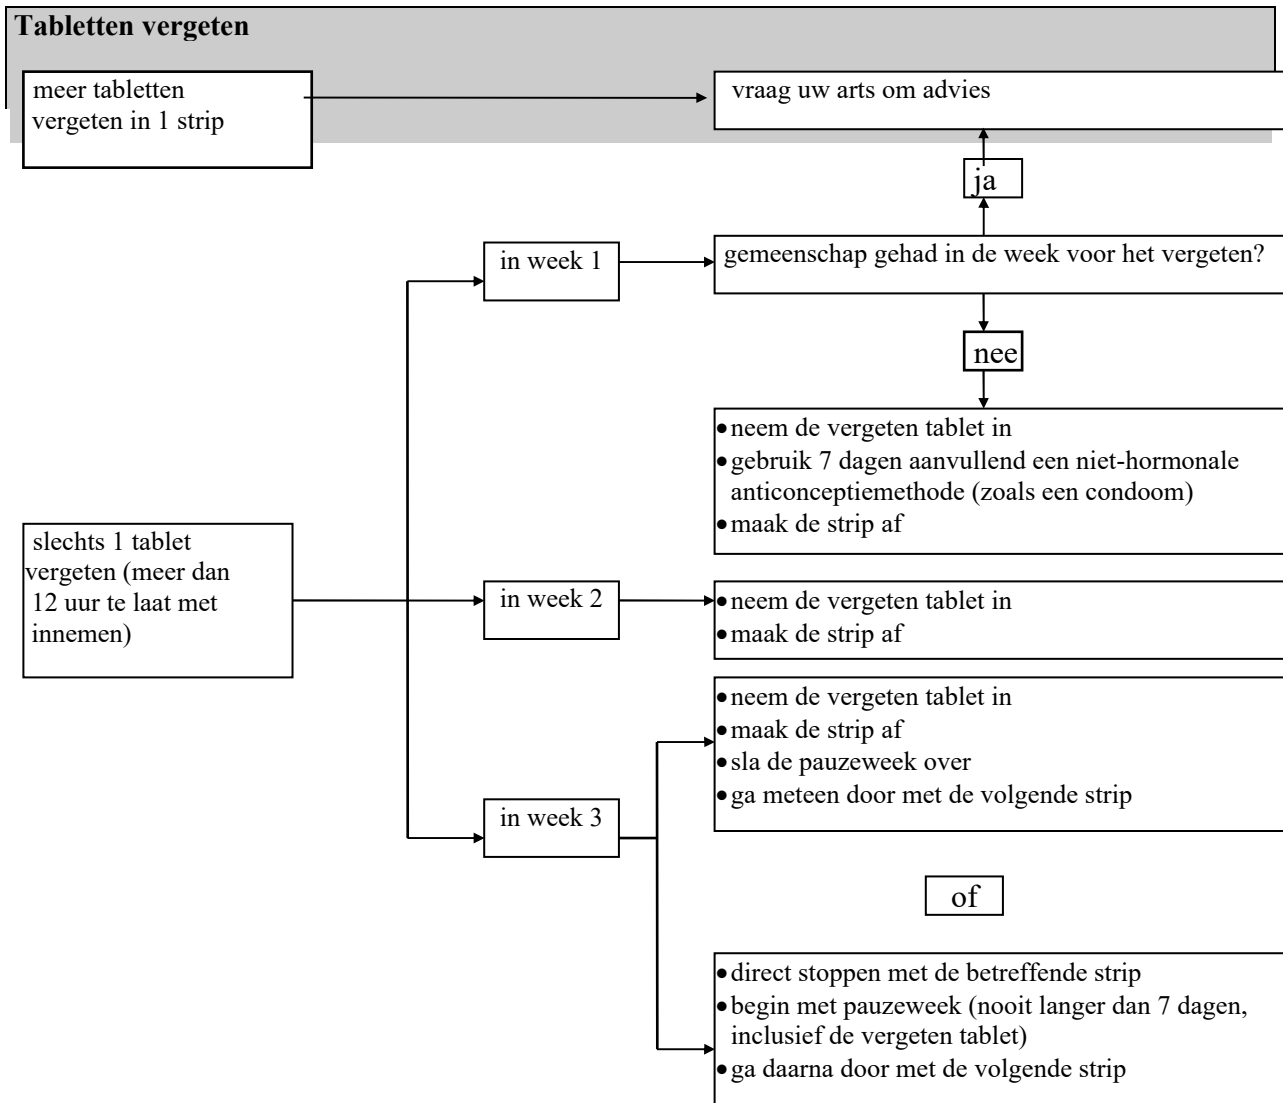 Tabletten vergeten
meer tabletten
vergeten in 1 strip
vraag uw arts om advies
ja
in week 1
gemeenschap gehad in de week voor het vergeten?
nee
•neem de vergeten tablet in
•gebruik 7 dagen aanvullend een niet-hormonale
anticonceptiemethode (zoals een condoom)
•maak de strip af
slechts 1 tablet
vergeten (meer dan
12 uur te laat met
innemen)
in week 2
•neem de vergeten tablet in
•maak de strip af
in week 3
•neem de vergeten tablet in
•maak de strip af
•sla de pauzeweek over
•ga meteen door met de volgende strip
of
•direct stoppen met de betreffende strip
•begin met pauzeweek (nooit langer dan 7 dagen,
inclusief de vergeten tablet)
•ga daarna door met de volgende strip